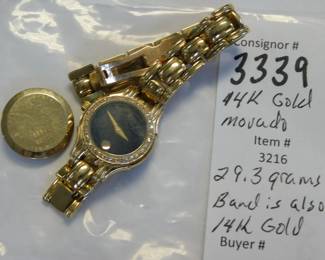 Consignor #
3339
14K Gold
movado
Item #
3216
29.3 grams
Band is also
14K Gold
Buyer #